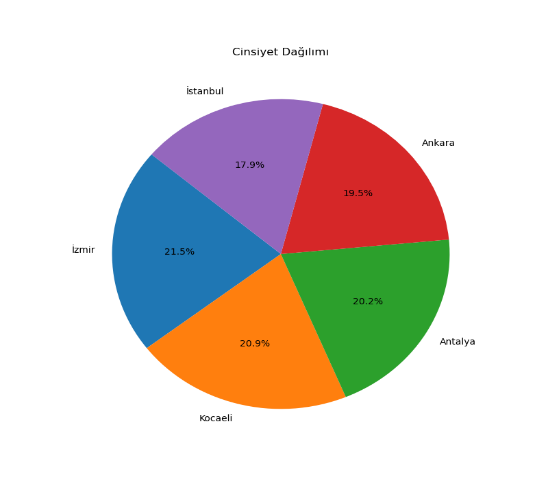 Cinsiyet Dağılımı
İstanbul
Ankara
17.9%
19.5%
İzmir
21.5%
20.2%
Antalya
20.9%
Kocaeli